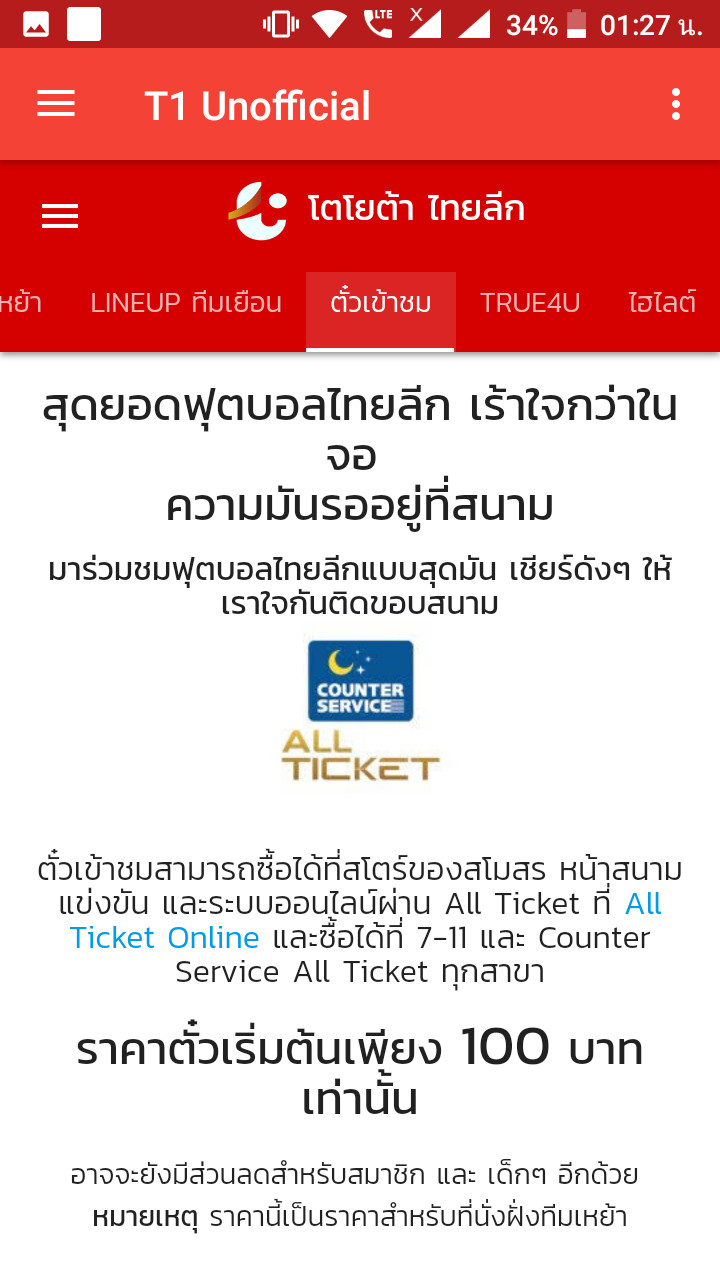 LTE X 34% 01:27 น.
T1 Unofficial
โตโยต้า ไทยลีก
หย้า LINEUP ทีมเยือน ตั๋วเข้าชม TRUE4U ไฮไลต์
สุดยอดฟุตบอลไทยลีก เร้าใจกว่าใน
จอ
ความมันรออยู่ที่สนาม
มาร่วมชมฟุตบอลไทยลีกแบบสุดมัน เชียร์ดังๆ ให้
เราใจกันติดขอบสนาม
COUNTER
SERVICE
ALL
TICKET
ตั๋วเข้าชมสามารถซื้อได้ที่สโตร์ของสโมสร หน้าสนาม
แข่งขัน และระบบออนไลน์ผ่าน All Ticket ที่ All
Ticket Online และซื้อได้ที่ 7-11 และ Counter
Service All Ticket ทุกสาขา
ราคาตั๋วเริ่มต้นเพียง 100 บาท
เท่านั้น
อาจจะยังมีส่วนลดสำหรับสมาชิก และ เด็กๆ อีกด้วย
หมายเหตุ ราคานี้เป็นราคาสำหรับที่นั่งฝั่งทีมเหย้า